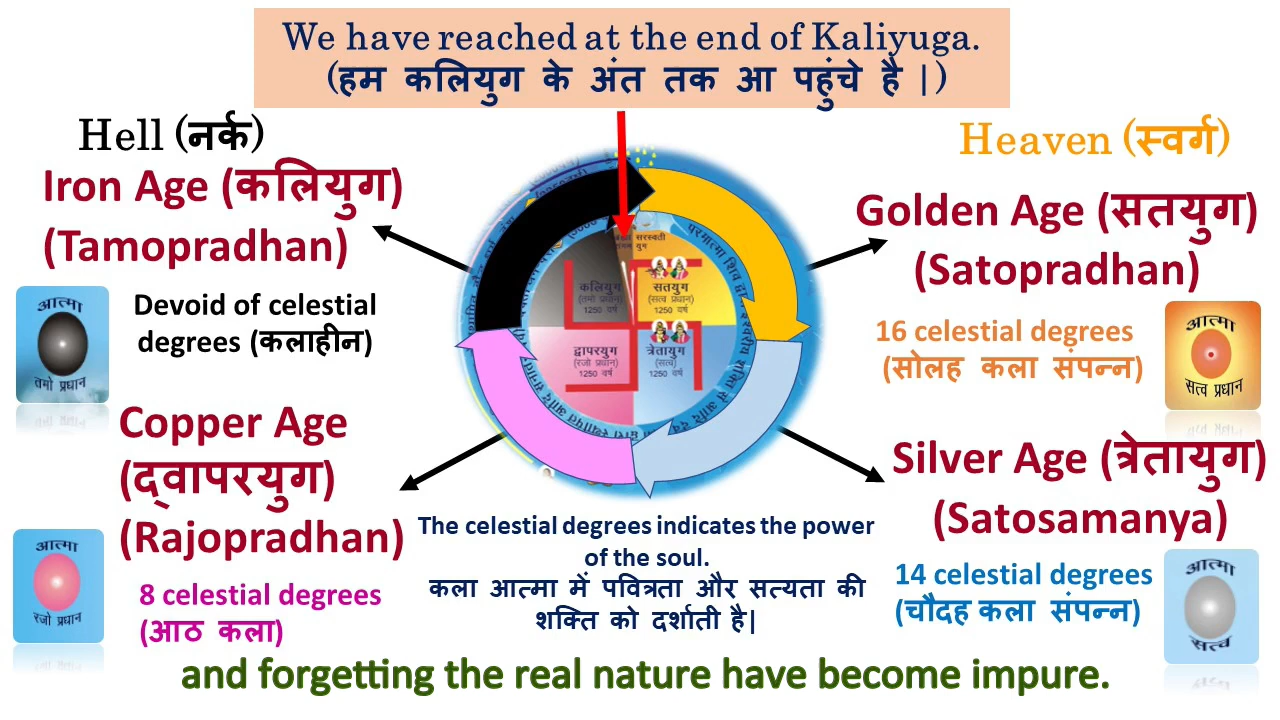 We have reached at the end of Kaliyuga.
(हम कलियुग के अंत तक आ पहुंचे है |)
Hell (नर्क)
Iron Age (कलियुग)
(Tamopradhan)
आत्मा
तमो प्रधान
Devoid of celestial
degrees (कलाहीन)
Copper Age
(द्वापरयुग)
(Rajopradhan)
आत्मा
रजो प्रधान
8 celestial degrees
(आठ कला)
कलियुग
(तमो प्रधान)
1250 वर्ष
सतयुग
(सत्व प्रधान)
1250 वर्ष
द्वापरयुग
(रजो प्रधान)
1250 वर्ष
त्रेतायुग
(सत्व)
1250 वर्ष
The celestial degrees indicates the power
of the soul.
कला आत्मा में पवित्रता और सत्यता की
शक्ति को दर्शाती है|
Heaven (स्वर्ग)
Golden Age (सतयुग)
(Satopradhan)
16 celestial degrees
(सोलह कला संपन्न)
आत्मा
सत्व प्रधान
Silver Age (त्रेतायुग)
(Satosamanya)
14 celestial degrees
(चौदह कला संपन्न)
आत्मा
सत्व
and forgetting the real nature have become impure.